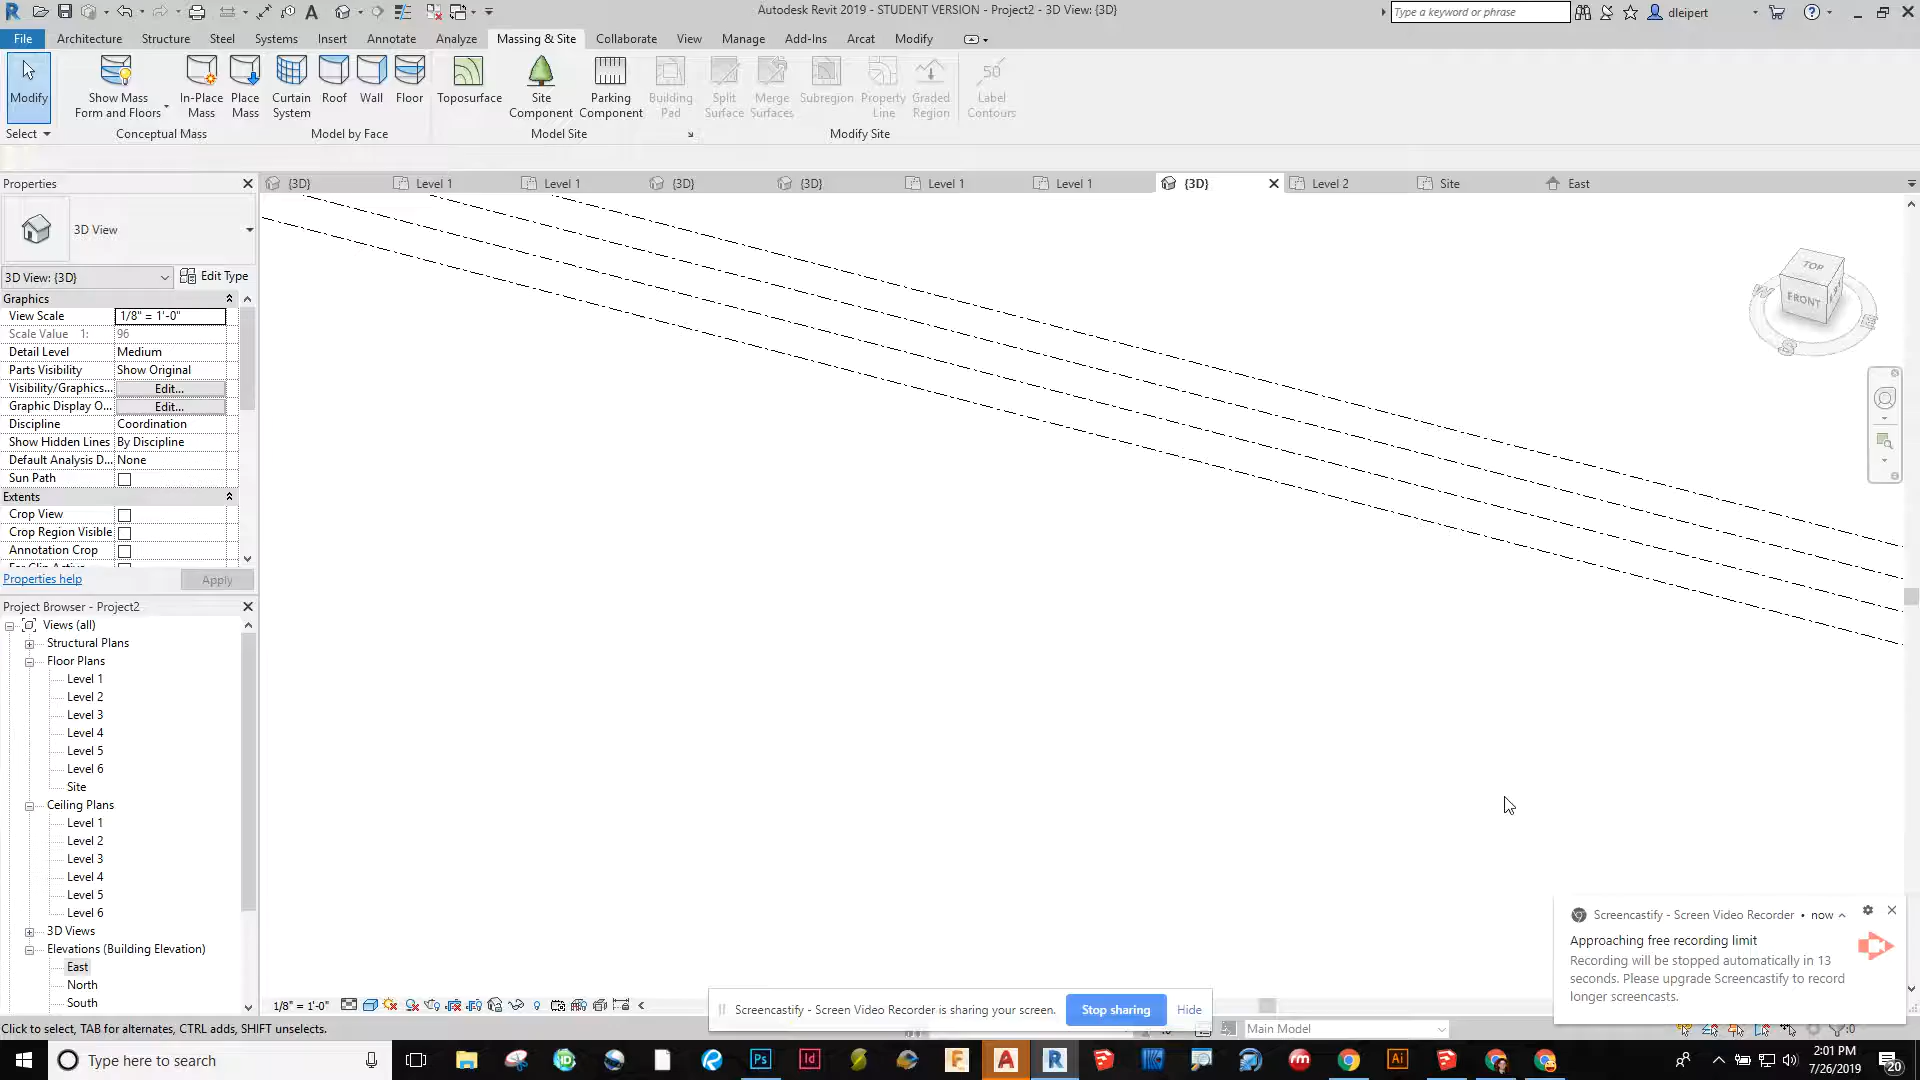 Autodesk Revit 2019 - STUDENT VERSION - Project2 - 3D View: {3D}
Type a keyword or phrase
dleipert
File
Architecture
Structure
Steel
Systems
Insert
Annotate
Analyze
Massing & Site
Collaborate
View
Manage
Add-Ins
Arcat
Modify
Modify
Show Mass
Form and Floors
In-Place
Mass
Place
Mass
Curtain
System
Roof
Wall
Floor
Toposurface
Site
Component
Parking
Component
Building
Pad
Split
Surface
Merge
Surfaces
Subregion
Property
Line
Graded
Region
50
Label
Contours
Select
Conceptual Mass
Model by Face
Model Site
Modify Site
Properties
{3D}
Level 1
Level 1
{3D}
{3D}
Level 1
Level 1
{3D}
Level 2
Site
East
3D View
3D View: {3D}
Edit Type
Graphics
View Scale 1/8" = 1'-0"
Scale Value 1: 96
Detail Level Medium
Parts Visibility Show Original
Visibility/Graphics... Edit...
Graphic Display O... Edit...
Discipline Coordination
Show Hidden Lines By Discipline
Default Analysis D... None
Sun Path
Extents
Crop View
Crop Region Visible
Annotation Crop
Properties help
Apply
TOP
FRONT
W
S
E
Project Browser - Project2
Views (all)
Structural Plans
Floor Plans
Level 1
Level 2
Level 3
Level 4
Level 5
Level 6
Site
Ceiling Plans
Level 1
Level 2
Level 3
Level 4
Level 5
Level 6
3D Views
Elevations (Building Elevation)
East
North
South
1/8" = 1'-0"
Screencastify - Screen Video Recorder is sharing your screen.
Stop sharing
Hide
Screencastify - Screen Video Recorder • now
Approaching free recording limit
Recording will be stopped automatically in 13
seconds. Please upgrade Screencastify to record
longer screencasts.
Click to select, TAB for alternates, CTRL adds, SHIFT unselects.
Main Model
:0
Type here to search
Ps
Id
F
A
R
rm
Ai
2:01 PM
7/26/2019
20